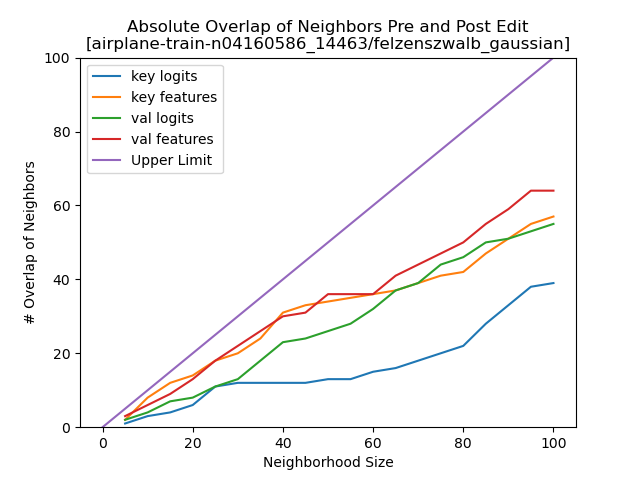 Absolute Overlap of Neighbors Pre and Post Edit
[airplane-train-n04160586_14463/felzenszwalb_gaussian]
# Overlap of Neighbors
100
80
60
40
20
0
key logits
key features
val logits
val features
Upper Limit
0 20 40 60 80 100
Neighborhood Size